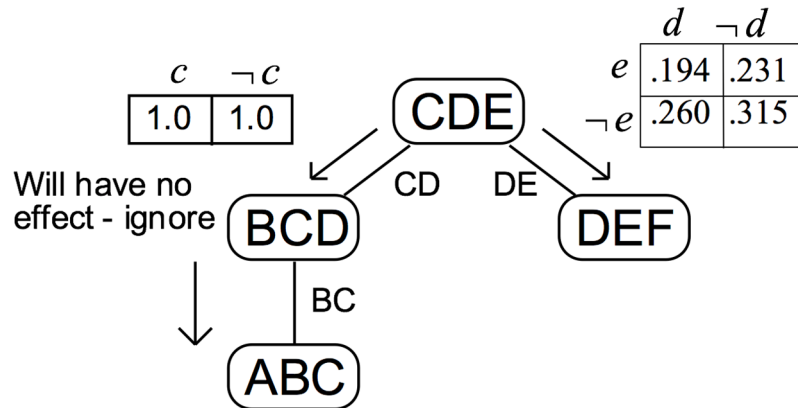 d ¬d
e .194 .231
¬e .260 .315
c ¬c
1.0 1.0
CDE
Will have no
effect - ignore
CD DE
BCD DEF
BC
ABC